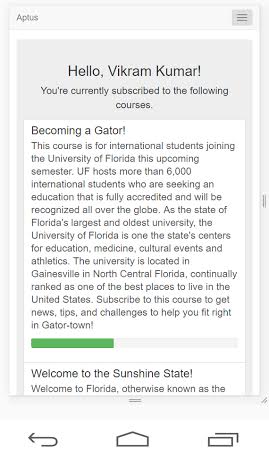 Aptus
Hello, Vikram Kumar!
You're currently subscribed to the following
courses.
Becoming a Gator!
This course is for international students joining
the University of Florida this upcoming
semester. UF hosts more than 6,000
international students who are seeking an
education that is fully accredited and will be
recognized all over the globe. As the state of
Florida's largest and oldest university, the
University of Florida is one the state's centers
for education, medicine, cultural events and
athletics. The university is located in
Gainesville in North Central Florida, continually
ranked as one of the best places to live in the
United States. Subscribe to this course to get
news, tips, and challenges to help you fit right
in Gator-town!
Welcome to the Sunshine State!
Welcome to Florida, otherwise known as the